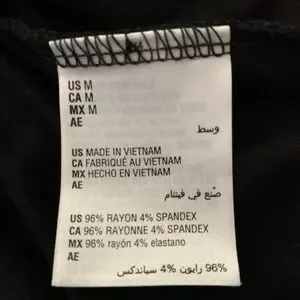 US M
CA M
MX M
AE
وسط
US MADE IN VIETNAM
CA FABRIQUÉ AU VIETNAM
MX HECHO EN VIETNAM
AE
صُنع في فيتنام
US 96% RAYON 4% SPANDEX
CA 96% RAYONNE 4% SPANDEX
MX 96% rayón 4% elastano
AE
96% رايون 4% سباندكس